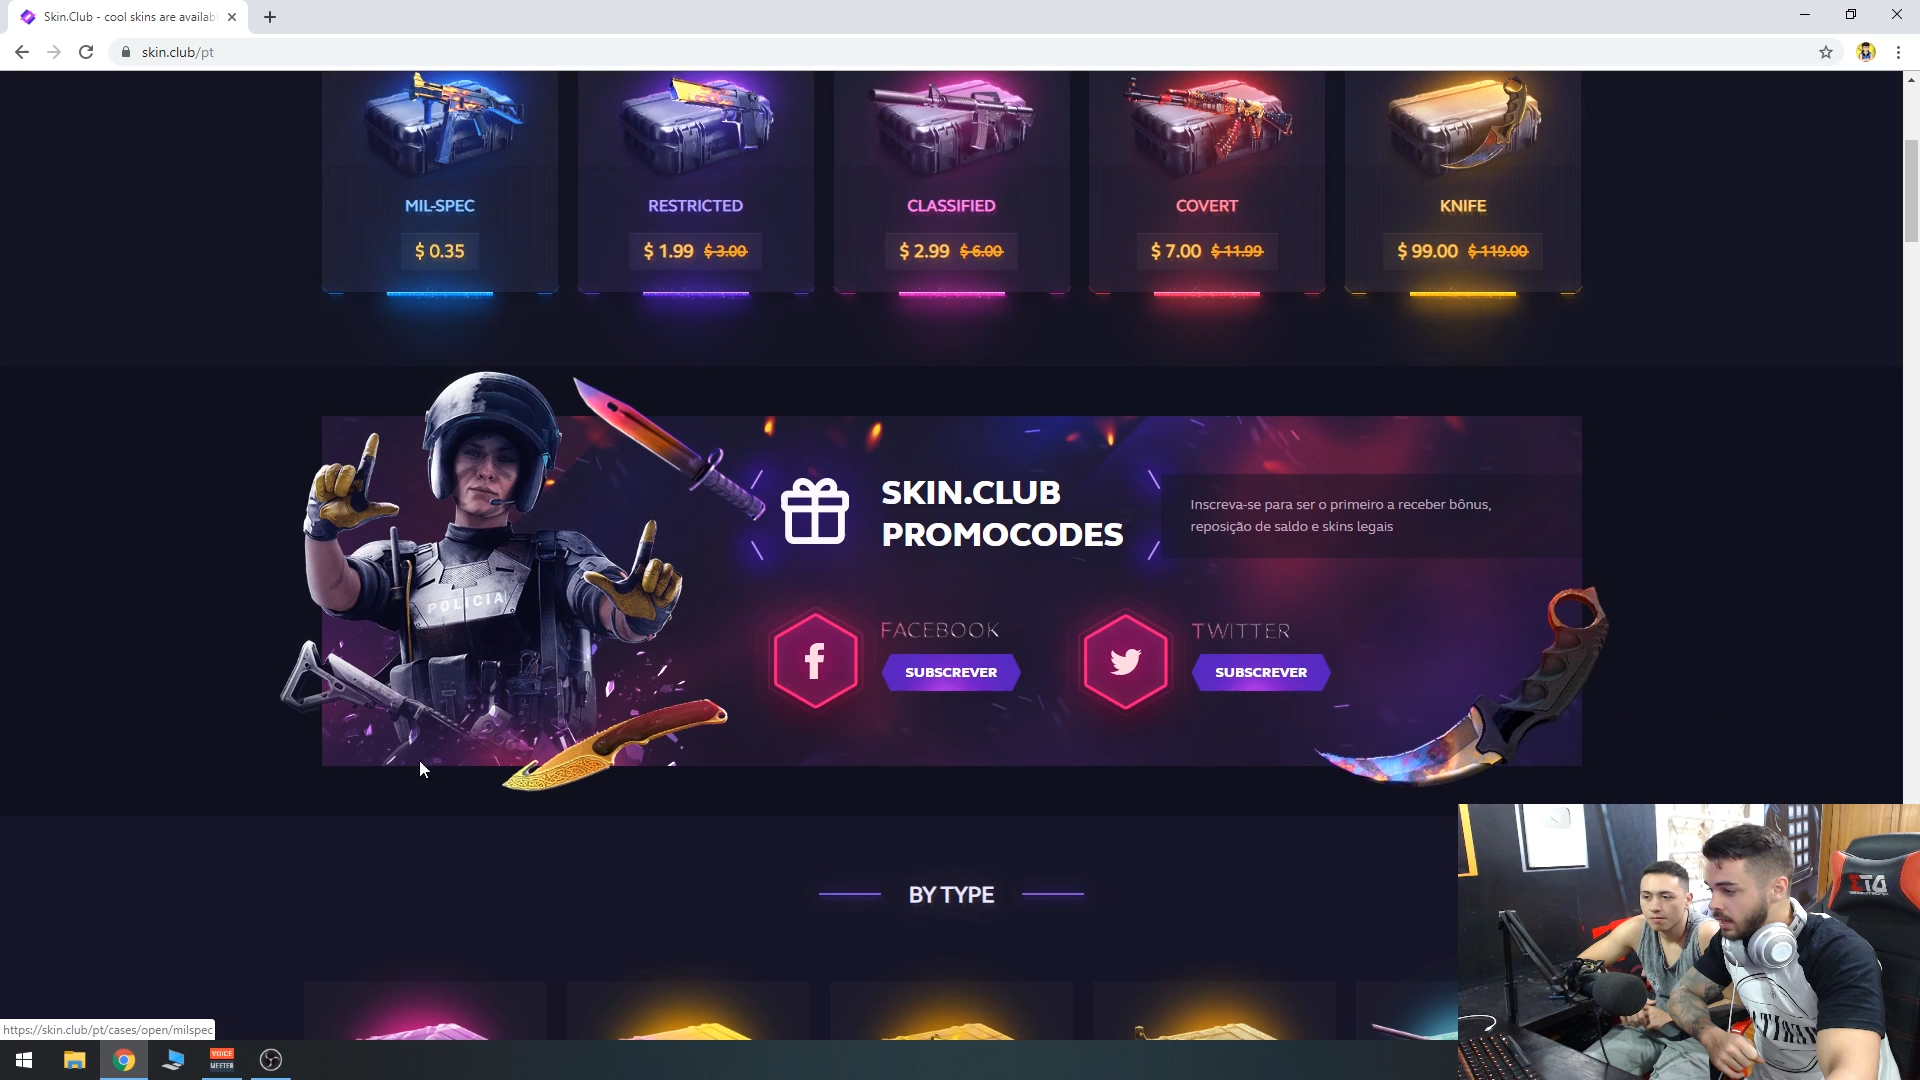 Skin.Club - cool skins are availab
skin.club/pt
MIL-SPEC
RESTRICTED
CLASSIFIED
COVERT
KNIFE
$ 0.35
$ 1.99 $ 3.00
$ 2.99 $ 6.00
$ 7.00 $ 11.99
$ 99.00 $ 119.00
SKIN.CLUB
PROMOCODES
Inscreva-se para ser o primeiro a receber bônus,
reposição de saldo e skins legais
POLICIA
FACEBOOK
SUBSCREVER
TWITTER
SUBSCREVER
BY TYPE
https://skin.club/pt/cases/open/milspec
VOICE
MEETER